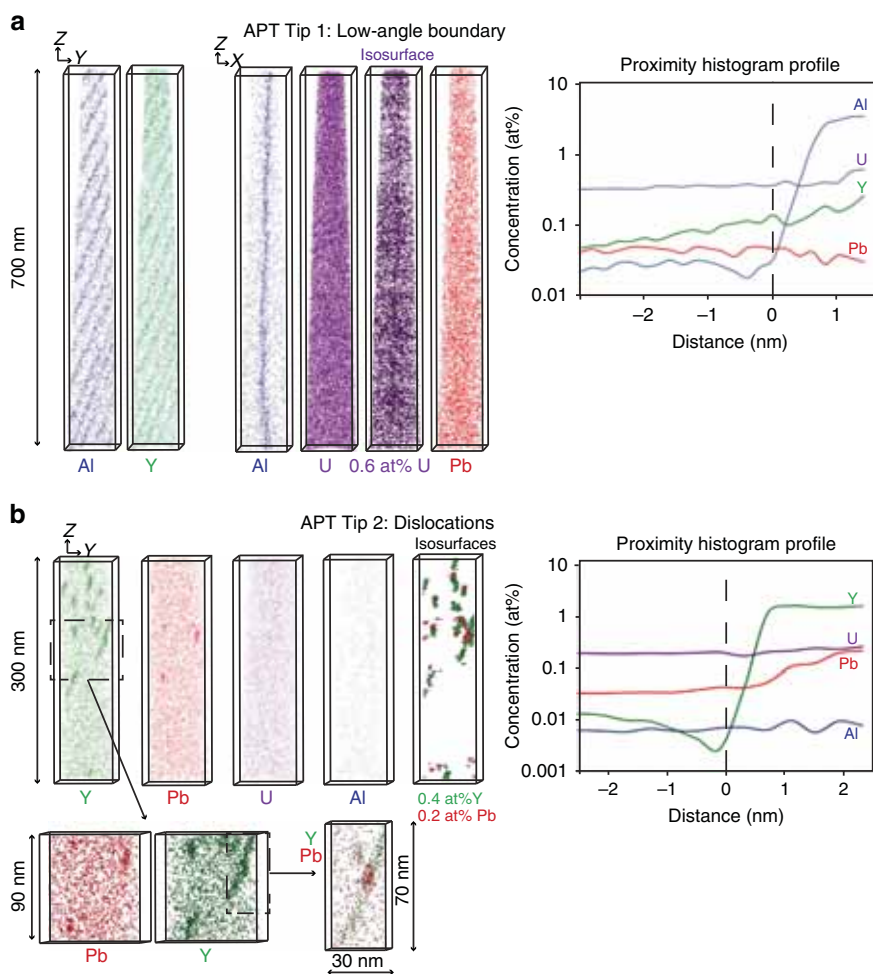 a
APT Tip 1: Low-angle boundary
Z
Y
Z
X
Isosurface
700 nm
Al
Y
Al
U
0.6 at% U
Pb
Proximity histogram profile
Concentration (at%)
10
1
0.1
0.01
Al
U
Y
Pb
−2
−1
0
1
Distance (nm)
b
APT Tip 2: Dislocations
Z
Y
Isosurfaces
300 nm
Y
Pb
U
Al
0.4 at%Y
0.2 at% Pb
90 nm
Pb
Y
Y
Pb
70 nm
30 nm
Proximity histogram profile
Concentration (at%)
10
1
0.1
0.01
0.001
Y
U
Pb
Al
−2
−1
0
1
2
Distance (nm)